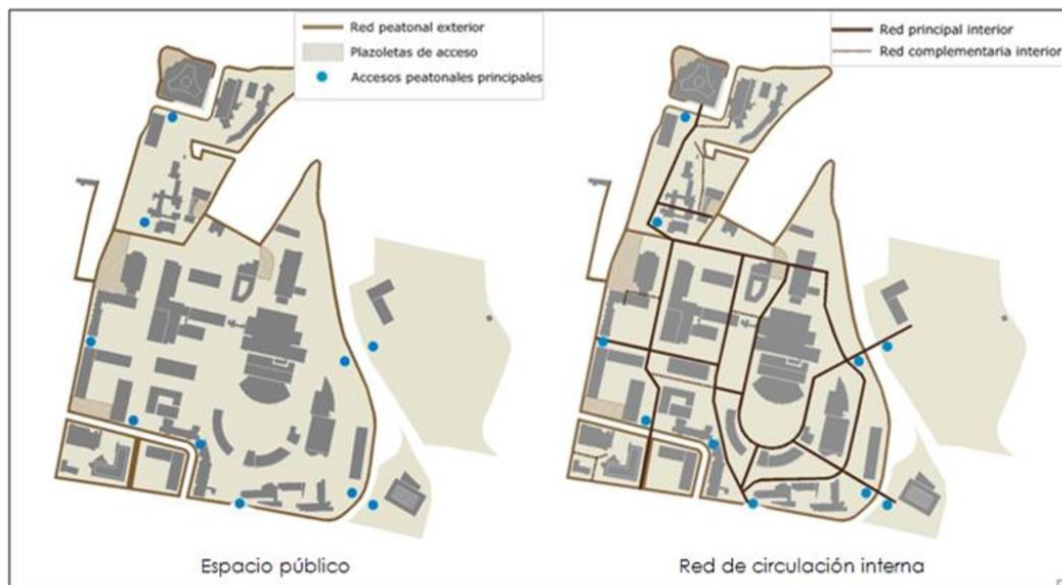 Red peatonal exterior
Plazoletas de acceso
Accesos peatonales principales
Red principal interior
Red complementaria interior
Espacio público
Red de circulación interna